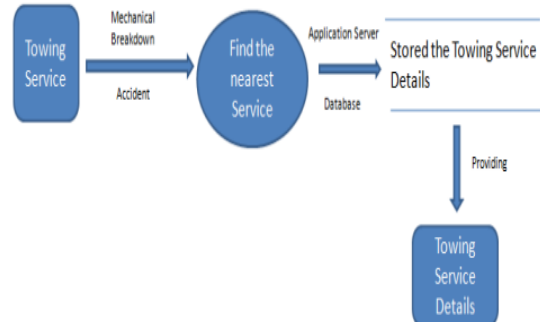 Towing
Service
Mechanical
Breakdown
Accident
Find the
nearest
Service
Application Server
Database
Stored the Towing Service
Details
Providing
Towing
Service
Details